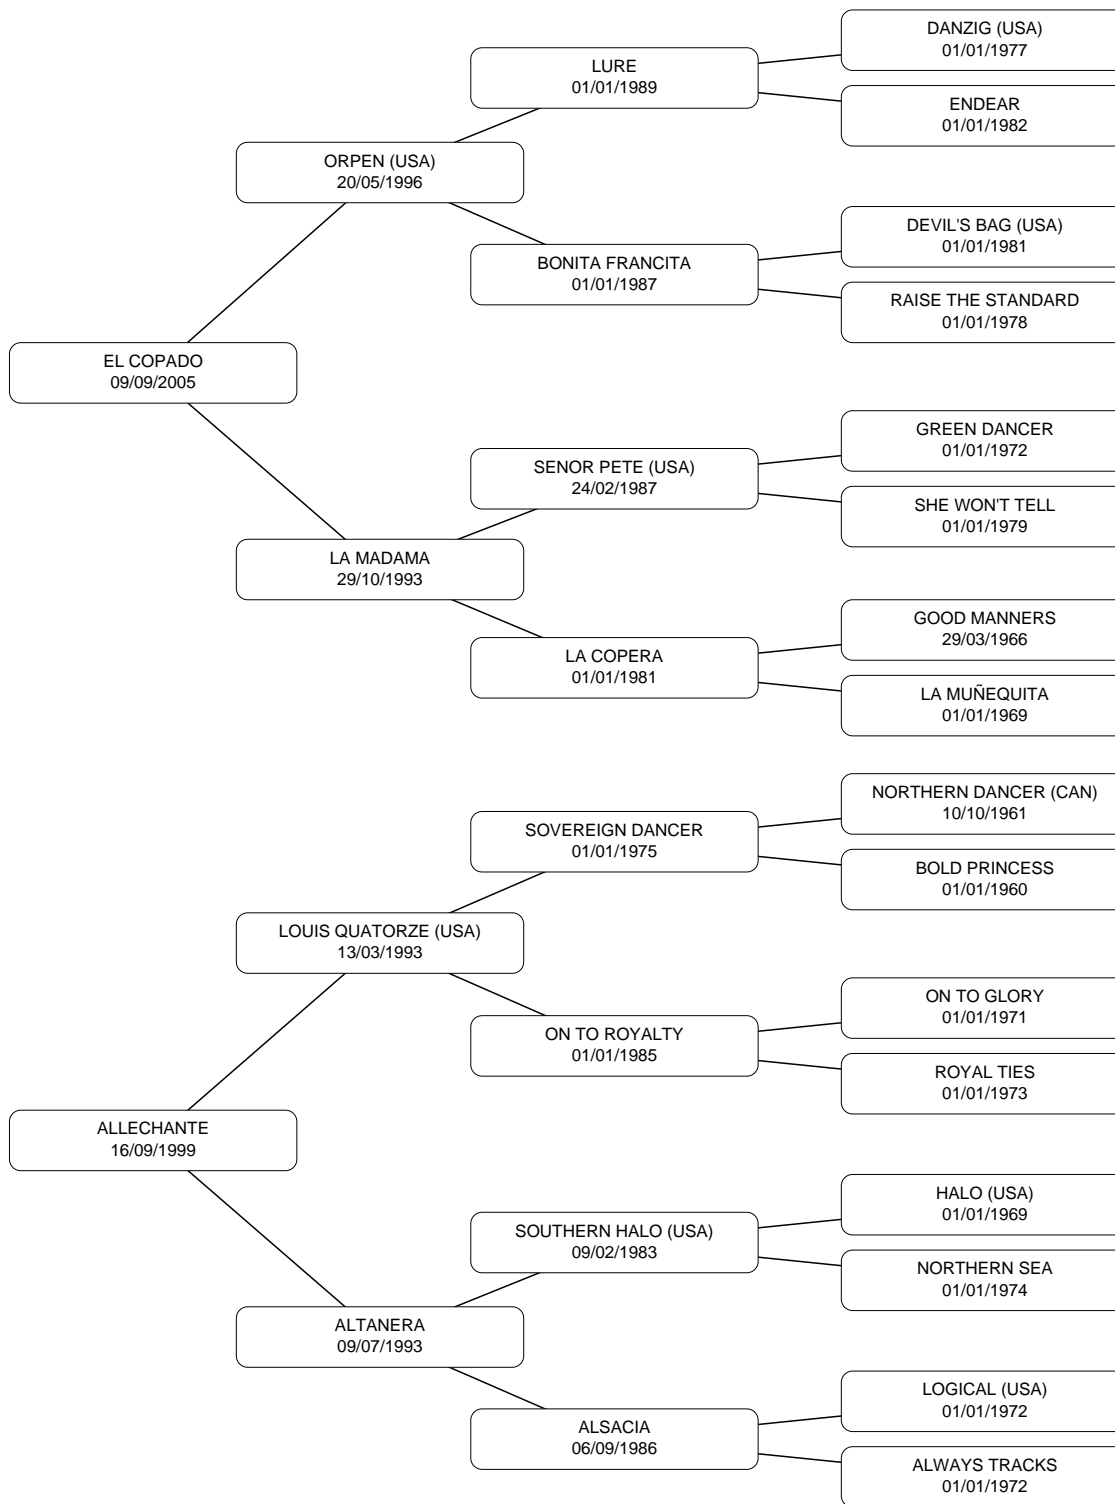 DANZIG (USA)
01/01/1977
LURE
01/01/1989
ENDEAR
01/01/1982
ORPEN (USA)
20/05/1996
DEVIL'S BAG (USA)
01/01/1981
BONITA FRANCITA
01/01/1987
RAISE THE STANDARD
01/01/1978
EL COPADO
09/09/2005
GREEN DANCER
01/01/1972
SENOR PETE (USA)
24/02/1987
SHE WON'T TELL
01/01/1979
LA MADAMA
29/10/1993
GOOD MANNERS
29/03/1966
LA COPERA
01/01/1981
LA MUÑEQUITA
01/01/1969
NORTHERN DANCER (CAN)
10/10/1961
SOVEREIGN DANCER
01/01/1975
BOLD PRINCESS
01/01/1960
LOUIS QUATORZE (USA)
13/03/1993
ON TO GLORY
01/01/1971
ON TO ROYALTY
01/01/1985
ROYAL TIES
01/01/1973
ALLECHANTE
16/09/1999
HALO (USA)
01/01/1969
SOUTHERN HALO (USA)
09/02/1983
NORTHERN SEA
01/01/1974
ALTANERA
09/07/1993
LOGICAL (USA)
01/01/1972
ALSACIA
06/09/1986
ALWAYS TRACKS
01/01/1972